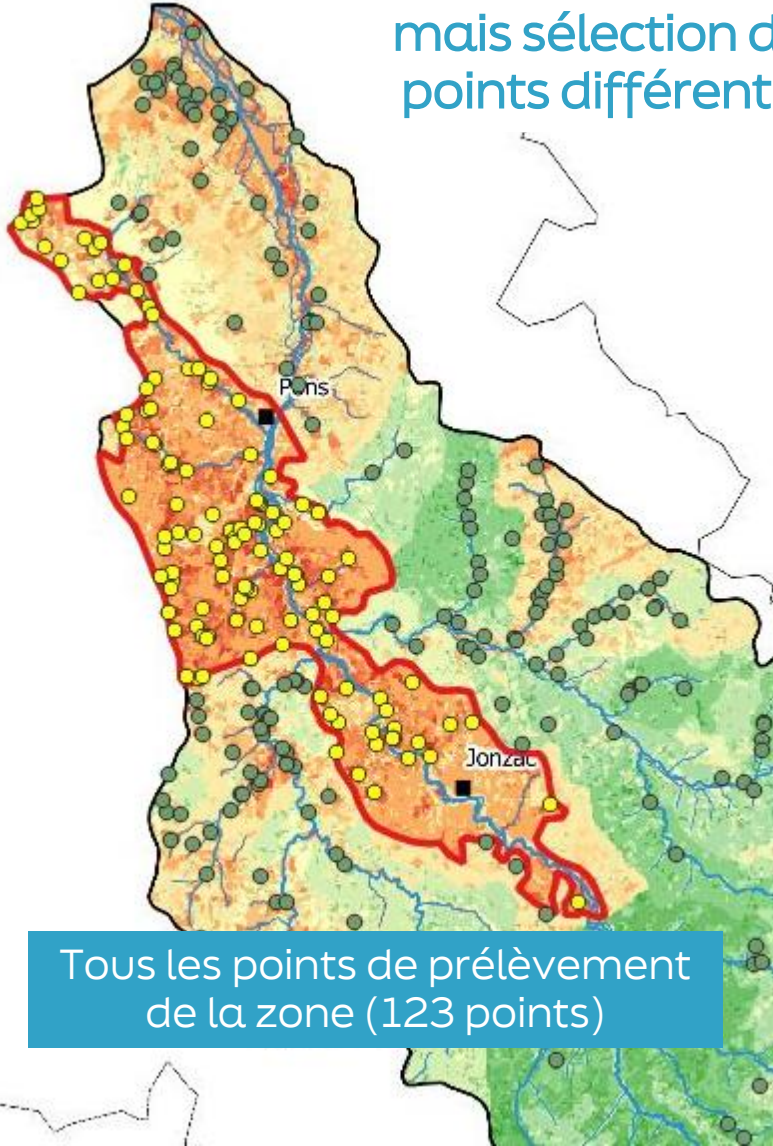 mais sélection d
points différent
Pons
Jonzac
Tous les points de prélèvement
de la zone (123 points)